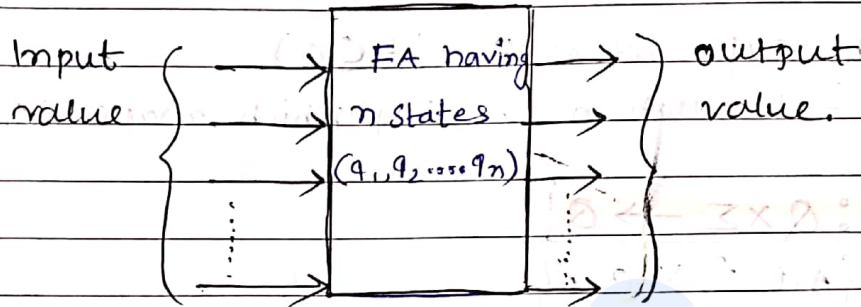 Input
value
FA having
n states
(q1, q2 .... qn)
output
value.